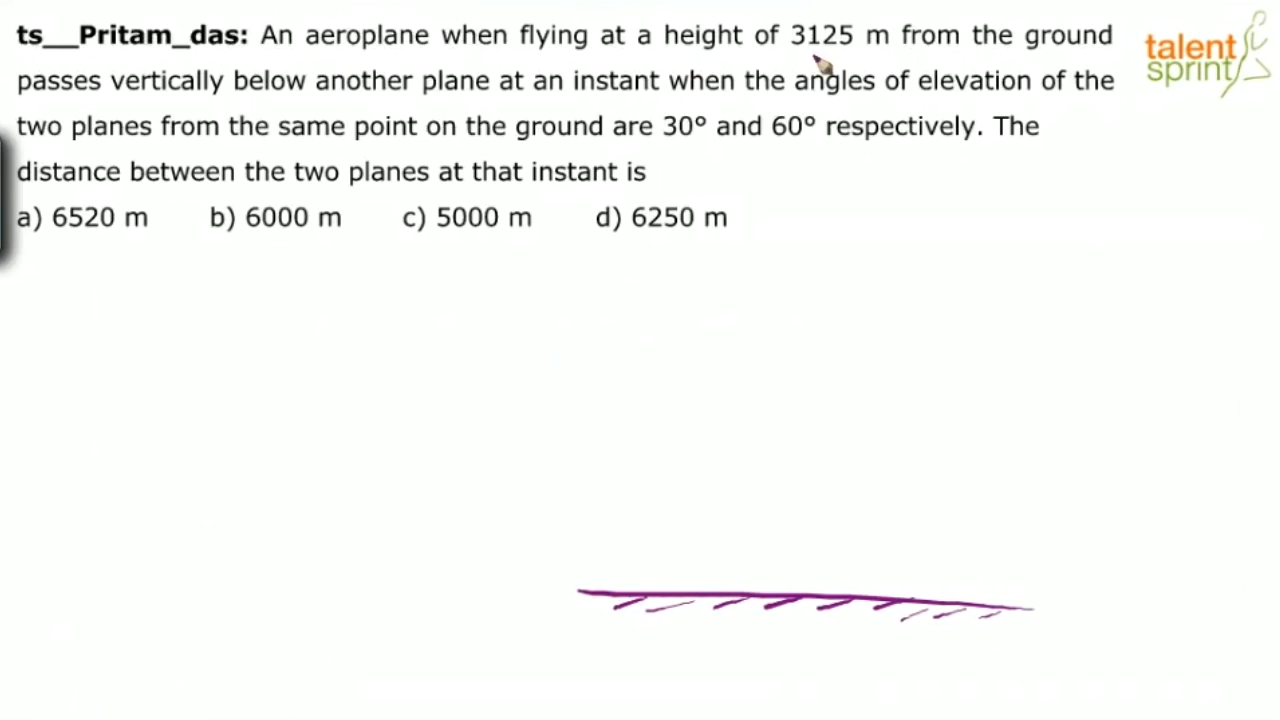 ts__Pritam_das: An aeroplane when flying at a height of 3125 m from the ground
passes vertically below another plane at an instant when the angles of elevation of the
two planes from the same point on the ground are 30° and 60° respectively. The
distance between the two planes at that instant is
a) 6520 m b) 6000 m c) 5000 m d) 6250 m
talent
sprint